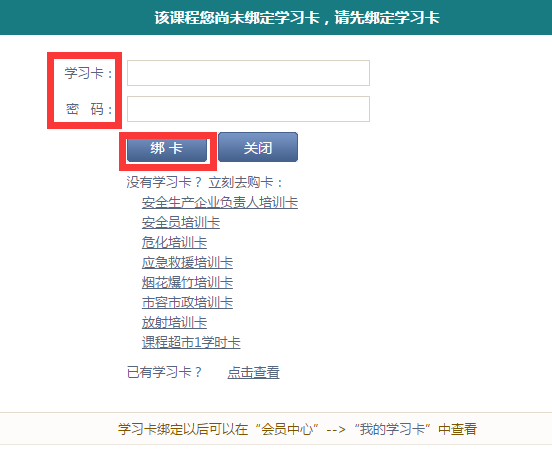 该课程您尚未绑定学习卡，请先绑定学习卡
学习卡：
密 码：
绑 卡 关闭
没有学习卡？ 立刻去购卡：
安全生产企业负责人培训卡
安全员培训卡
危化培训卡
应急救援培训卡
烟花爆竹培训卡
市容市政培训卡
放射培训卡
课程超市1学时卡
已有学习卡？ 点击查看
学习卡绑定以后可以在“会员中心”-->“我的学习卡”中查看